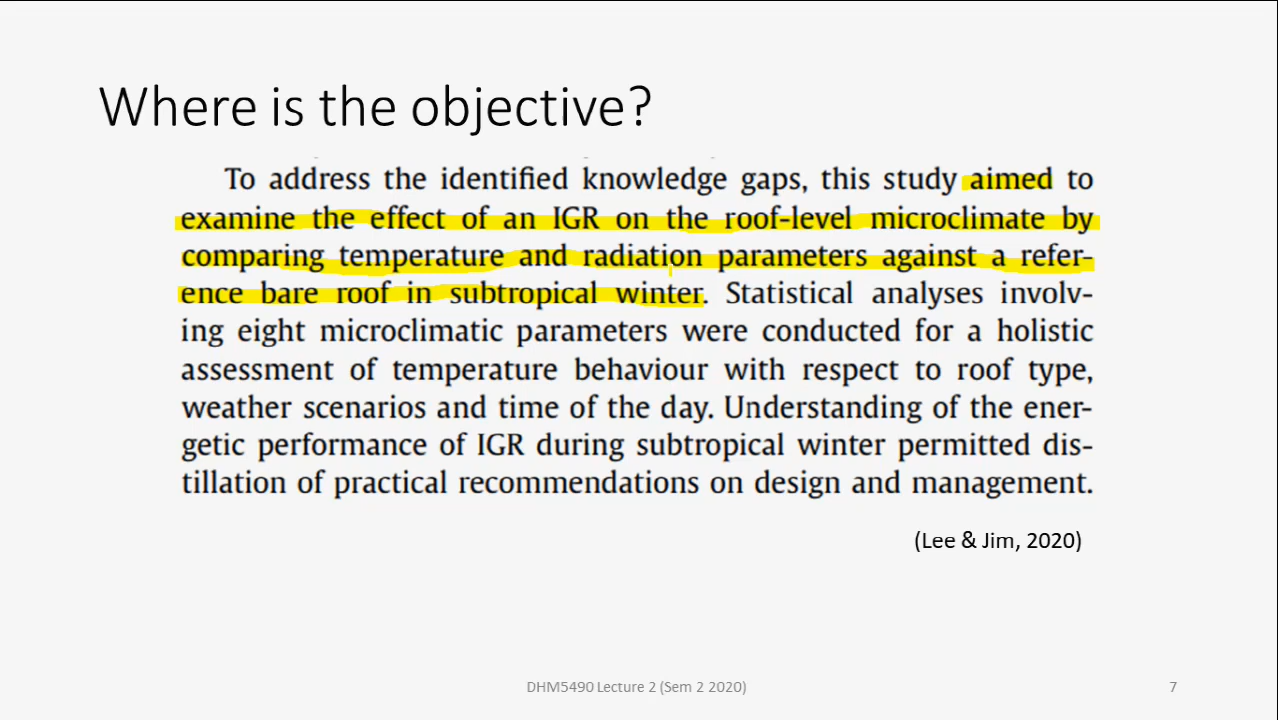 Where is the objective?
To address the identified knowledge gaps, this study aimed to
examine the effect of an IGR on the roof-level microclimate by
comparing temperature and radiation parameters against a refer-
ence bare roof in subtropical winter. Statistical analyses involv-
ing eight microclimatic parameters were conducted for a holistic
assessment of temperature behaviour with respect to roof type,
weather scenarios and time of the day. Understanding of the ener-
getic performance of IGR during subtropical winter permitted dis-
tillation of practical recommendations on design and management.
(Lee & Jim, 2020)
DHM5490 Lecture 2 (Sem 2 2020)
7